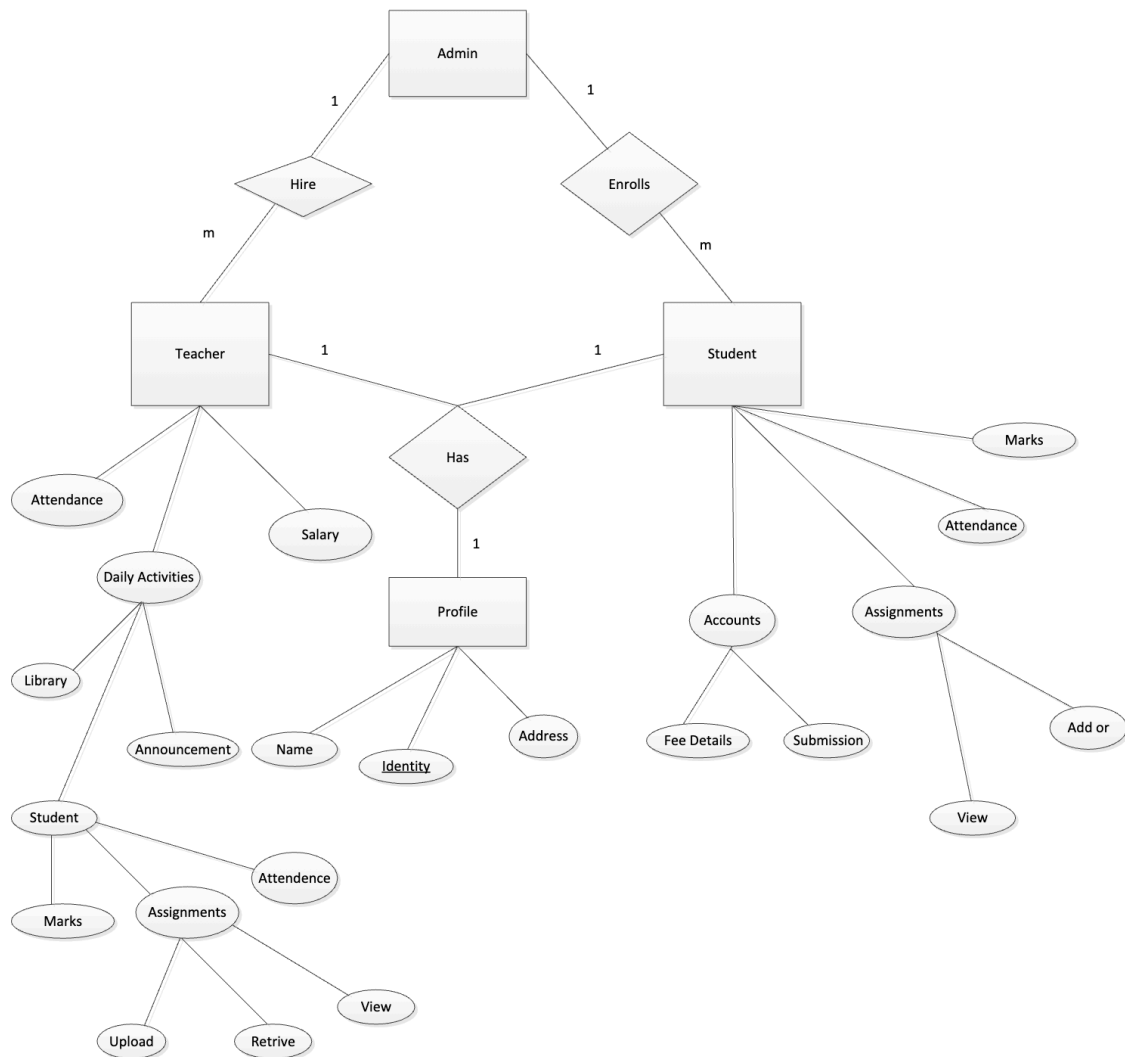 Admin
1
1
Hire
Enrolls
m
m
Teacher
1
1
Student
Marks
Has
Attendance
Attendance
Salary
1
Daily Activities
Profile
Accounts
Assignments
Library
Add or
Announcement
Name
Address
Fee Details
Submission
Identity
Student
View
Attendence
Marks
Assignments
View
Upload
Retrive